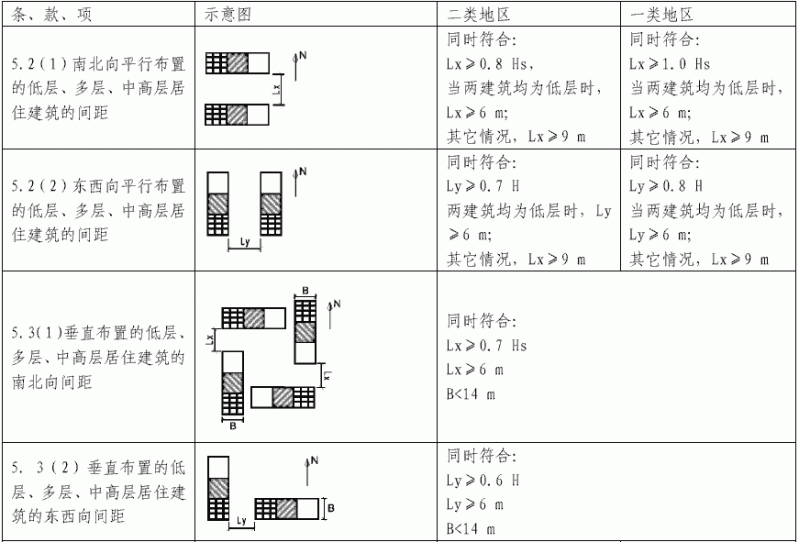 条、款、项
示意图
二类地区
一类地区
5.2(1)南北向平行布置
的低层、多层、中高层居
住建筑的间距
N
Lx
同时符合:
Lx⩾0.8 Hs,
当两建筑均为低层时,
Lx⩾6 m;
其它情况, Lx⩾9 m
同时符合:
Lx⩾1.0 Hs
当两建筑均为低层时,
Lx⩾6 m;
其它情况, Lx⩾9 m
5.2(2)东西向平行布置
的低层、多层、中高层居
住建筑的间距
N
Ly
同时符合:
Ly⩾0.7 H
两建筑均为低层时, Ly
⩾6 m;
其它情况, Lx⩾9 m
同时符合:
Ly⩾0.8 H
当两建筑均为低层时,
Ly⩾6 m;
其它情况, Lx⩾9 m
5.3(1)垂直布置的低层、
多层、中高层居住建筑的
南北向间距
B
N
Lx
Lx
B
同时符合:
Lx⩾0.7 Hs
Lx⩾6 m
B<14 m
5. 3(2)垂直布置的低
层、多层、中高层居住建
筑的东西向间距
N
Ly
B
同时符合:
Ly⩾0.6 H
Ly⩾6 m
B<14 m